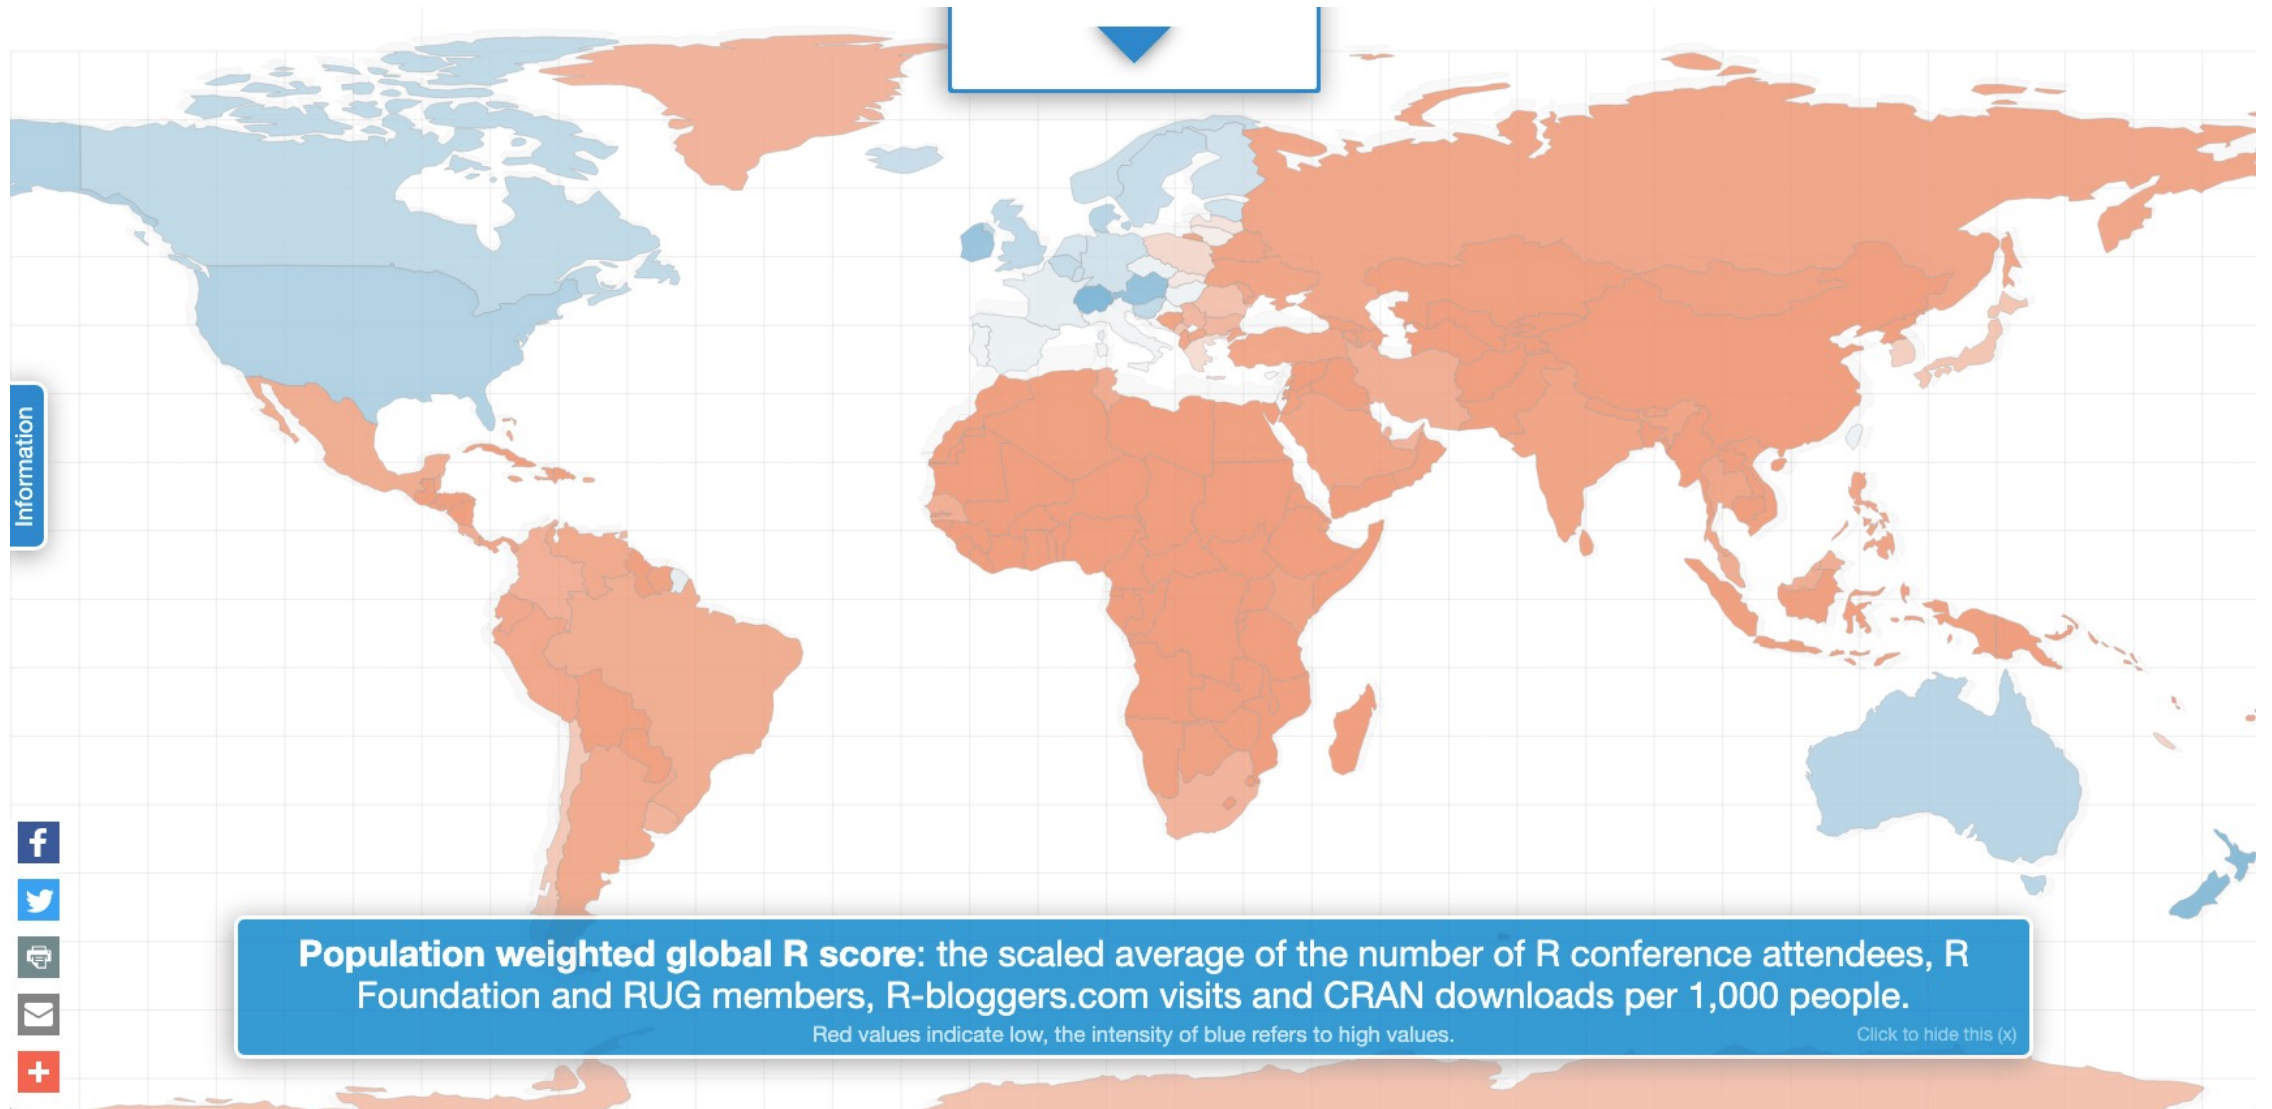 Information
Population weighted global R score: the scaled average of the number of R conference attendees, R
Foundation and RUG members, R-bloggers.com visits and CRAN downloads per 1,000 people.
Red values indicate low, the intensity of blue refers to high values.
Click to hide this (x)